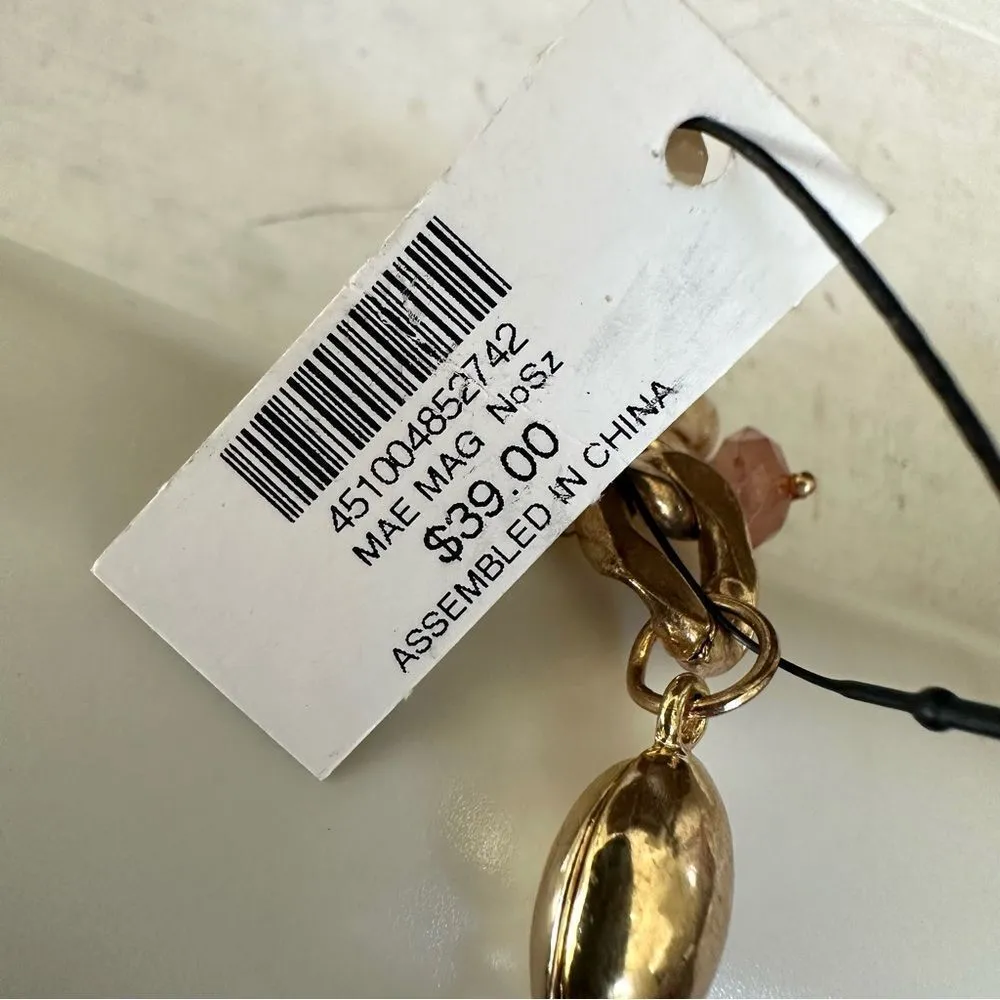 451004852742
MAE MAG NoSz
$39.00
ASSEMBLED IN CHINA